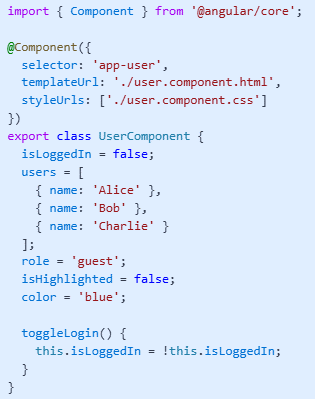 import { Component } from '@angular/core';

@Component({
  selector: 'app-user',
  templateUrl: './user.component.html',
  styleUrls: ['./user.component.css']
})
export class UserComponent {
  isLoggedIn = false;
  users = [
    { name: 'Alice' },
    { name: 'Bob' },
    { name: 'Charlie' }
  ];
  role = 'guest';
  isHighlighted = false;
  color = 'blue';

  toggleLogin() {
    this.isLoggedIn = !this.isLoggedIn;
  }
}